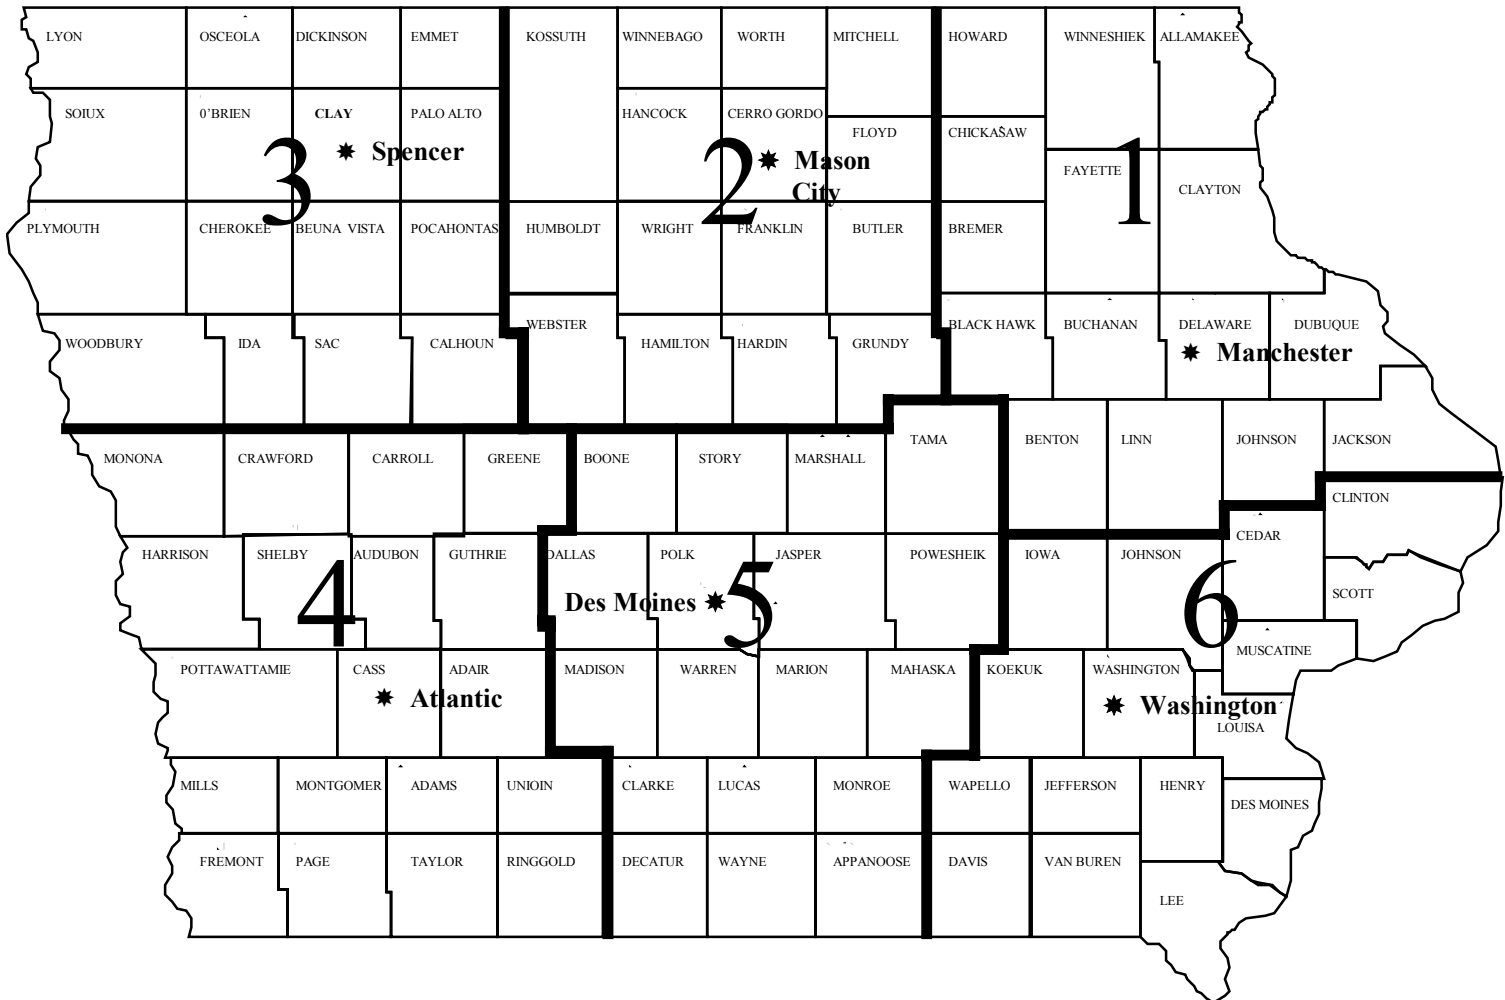 LYON OSCEOLA DICKINSON EMMET KOSSUTH WINNEBAGO WORTH MITCHELL HOWARD WINNESHIEK ALLAMAKEE
SOIUX 0’BRIEN CLAY PALO ALTO HANCOCK CERRO GORDO
FLOYD CHICKASAW
3 Spencer 2 Mason
City
1
FAYETTE CLAYTON
PLYMOUTH CHEROKEE BEUNA VISTA POCAHONTAS HUMBOLDT WRIGHT FRANKLIN BUTLER BREMER
WEBSTER BLACK HAWK BUCHANAN DELAWARE DUBUQUE
WOODBURY IDA SAC CALHOUN HAMILTON HARDIN GRUNDY
Manchester
TAMA BENTON LINN JOHNSON JACKSON
MONONA CRAWFORD CARROLL GREENE BOONE STORY MARSHALL
CLINTON
CEDAR
HARRISON SHELBY AUDUBON GUTHRIE DALLAS POLK JASPER POWESHEIK IOWA JOHNSON
SCOTT
4 Des Moines 5 6
MUSCATINE
POTTAWATTAMIE CASS ADAIR MADISON WARREN MARION MAHASKA KOEKUK WASHINGTON
Atlantic Washington
LOUISA
MILLS MONTGOMER ADAMS UNIOIN CLARKE LUCAS MONROE WAPELLO JEFFERSON HENRY
DES MOINES
FREMONT PAGE TAYLOR RINGGOLD DECATUR WAYNE APPANOOSE DAVIS VAN BUREN
LEE